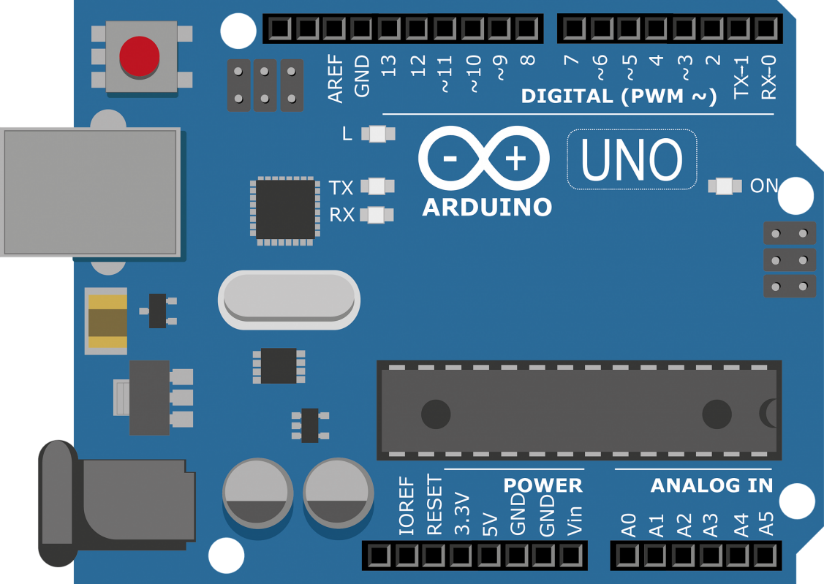 AREF
GND
13
12
~11
~10
~9
8
7
~6
~5
4
~3
2
TX-1
RX-0
DIGITAL (PWM ~)
L
TX
RX
- +
ARDUINO
UNO
ON
POWER
ANALOG IN
IOREF
RESET
3.3V
5V
GND
GND
Vin
A0
A1
A2
A3
A4
A5